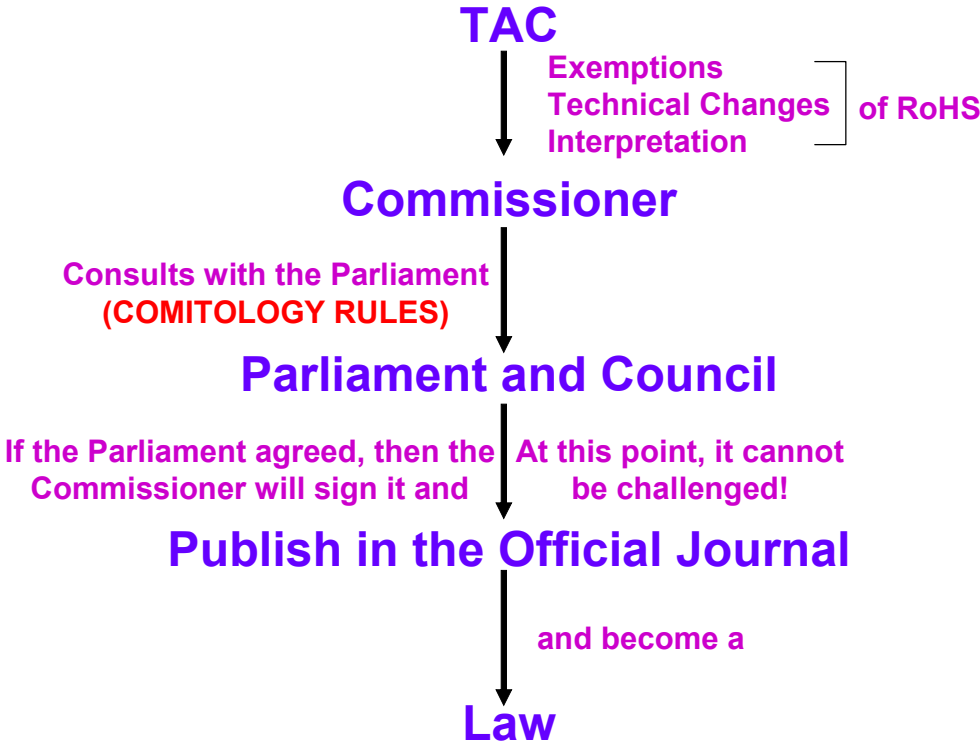 TAC
Exemptions
Technical Changes
Interpretation
of RoHS
Commissioner
Consults with the Parliament
(COMITOLOGY RULES)
Parliament and Council
If the Parliament agreed, then the
Commissioner will sign it and
At this point, it cannot
be challenged!
Publish in the Official Journal
and become a
Law